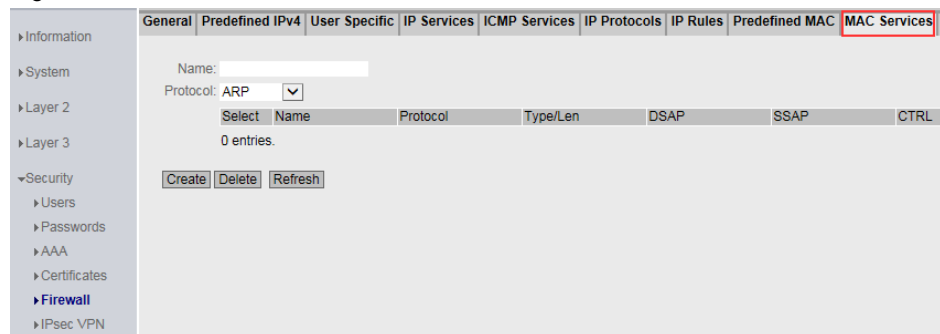 General Predefined IPv4 User Specific IP Services ICMP Services IP Protocols IP Rules Predefined MAC MAC Services
Information
System
Layer 2
Layer 3
Security
Users
Passwords
AAA
Certificates
Firewall
IPsec VPN
Name:
Protocol: ARP
Select Name Protocol Type/Len DSAP SSAP CTRL
0 entries.
Create Delete Refresh